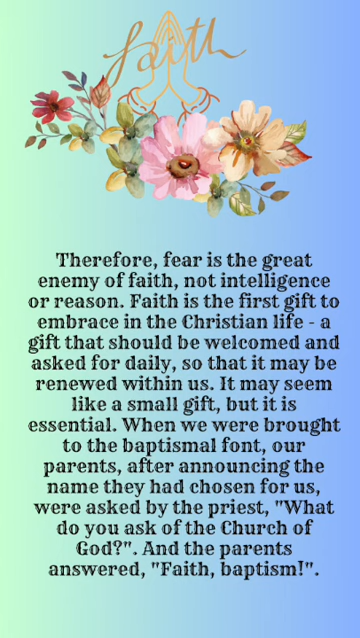 faith
Therefore, fear is the great
enemy of faith, not intelligence
or reason. Faith is the first gift to
embrace in the Christian life - a
gift that should be welcomed and
asked for daily, so that it may be
renewed within us. It may seem
like a small gift, but it is
essential. When we were brought
to the baptismal font, our
parents, after announcing the
name they had chosen for us,
were asked by the priest, "What
do you ask of the Church of
God?". And the parents
answered, "Faith, baptism!".